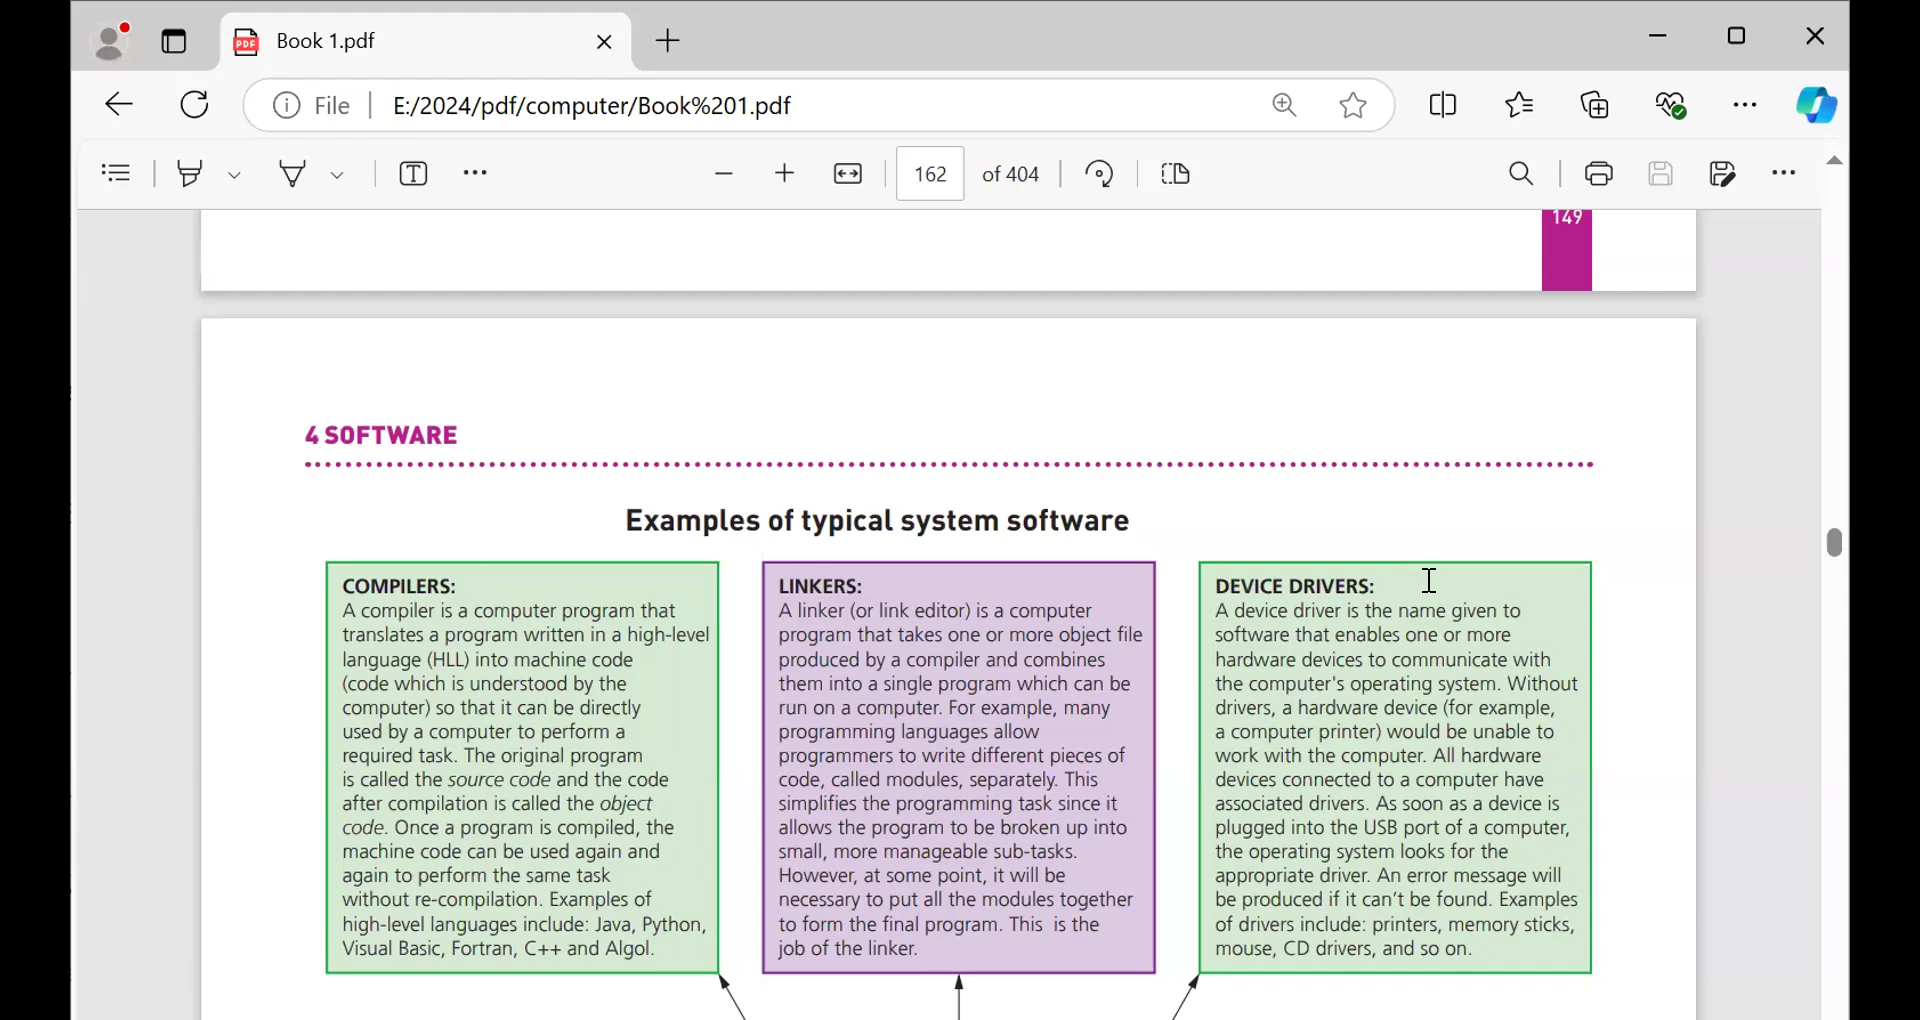 Book 1.pdf
File
E:/2024/pdf/computer/Book%201.pdf
162 of 404
149
4 SOFTWARE
Examples of typical system software
COMPILERS:
A compiler is a computer program that
translates a program written in a high-level
language (HLL) into machine code
(code which is understood by the
computer) so that it can be directly
used by a computer to perform a
required task. The original program
is called the source code and the code
after compilation is called the object
code. Once a program is compiled, the
machine code can be used again and
again to perform the same task
without re-compilation. Examples of
high-level languages include: Java, Python,
Visual Basic, Fortran, C++ and Algol.
LINKERS:
A linker (or link editor) is a computer
program that takes one or more object file
produced by a compiler and combines
them into a single program which can be
run on a computer. For example, many
programming languages allow
programmers to write different pieces of
code, called modules, separately. This
simplifies the programming task since it
allows the program to be broken up into
small, more manageable sub-tasks.
However, at some point, it will be
necessary to put all the modules together
to form the final program. This is the
job of the linker.
DEVICE DRIVERS:
A device driver is the name given to
software that enables one or more
hardware devices to communicate with
the computer's operating system. Without
drivers, a hardware device (for example,
a computer printer) would be unable to
work with the computer. All hardware
devices connected to a computer have
associated drivers. As soon as a device is
plugged into the USB port of a computer,
the operating system looks for the
appropriate driver. An error message will
be produced if it can't be found. Examples
of drivers include: printers, memory sticks,
mouse, CD drivers, and so on.